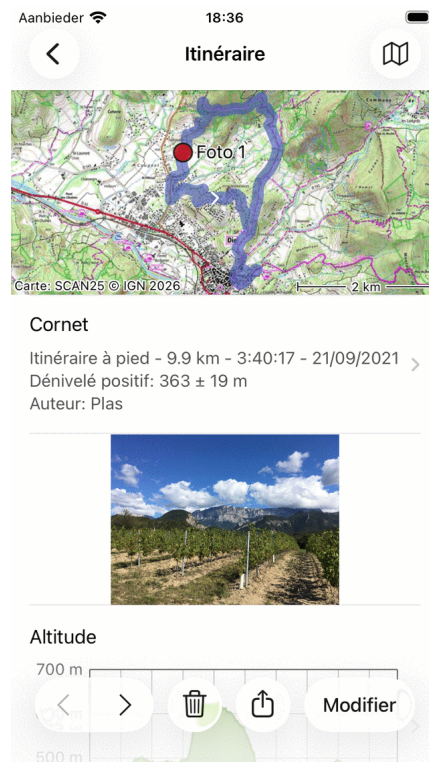 Aanbieder 18:36
Itinéraire
Foto 1
Die
Carte: SCAN25 © IGN 2026
2 km
Cornet
Itinéraire à pied - 9.9 km - 3:40:17 - 21/09/2021
Dénivelé positif: 363 ± 19 m
Auteur: Plas
Altitude
700 m
Modifier
500 m